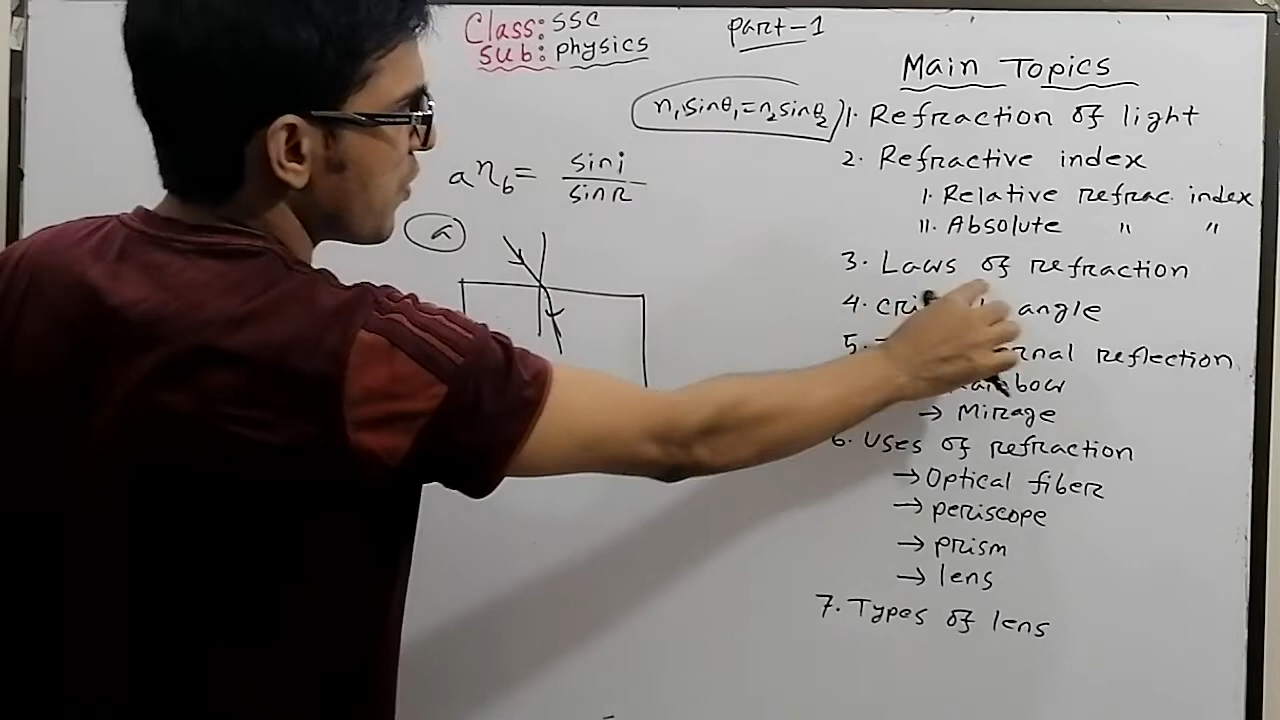 Class: SSC
Sub: physics
part-1
Main Topics
n₁sinθ₁=n₂sinθ₂
1. Refraction of light
2. Refractive index
1. Relative refrac. index
11. Absolute " "
3. Laws of refraction
4. angle
5. reflection
→ Mirage
6. Uses of refraction
→ Optical fiber
→ periscope
→ prism
→ lens
7. Types of lens
anb = sini/sinr
a